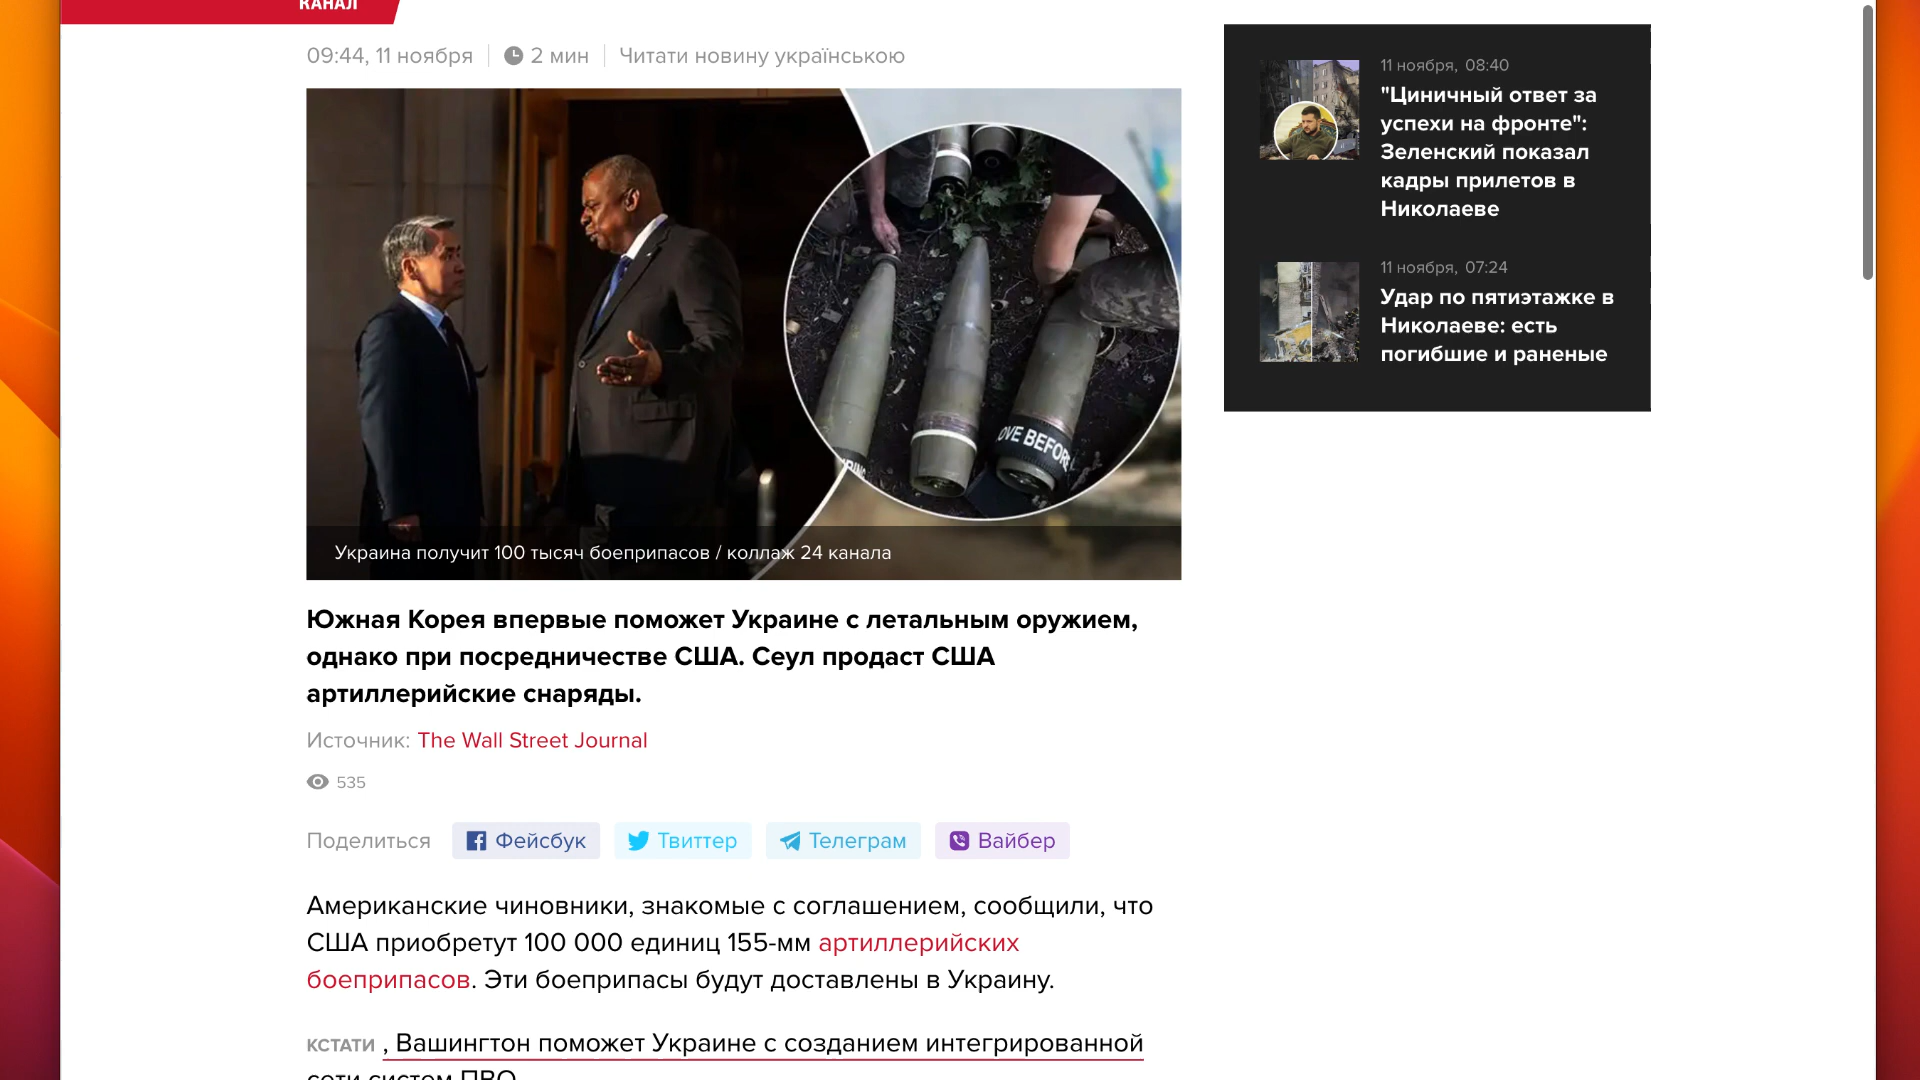 КАНАЛ
09:44, 11 ноября
2 мин
Читати новину українською
OVE BEFOR
Украина получит 100 тысяч боеприпасов / коллаж 24 канала
Южная Корея впервые поможет Украине с летальным оружием,
однако при посредничестве США. Сеул продаст США
артиллерийские снаряды.
Источник: The Wall Street Journal
535
Поделиться
Фейсбук
Твиттер
Телеграм
Вайбер
Американские чиновники, знакомые с соглашением, сообщили, что
США приобретут 100 000 единиц 155-мм артиллерийских
боеприпасов. Эти боеприпасы будут доставлены в Украину.
КСТАТИ , Вашингтон поможет Украине с созданием интегрированной
сети систем ПВО
11 ноября, 08:40
"Циничный ответ за
успехи на фронте":
Зеленский показал
кадры прилетов в
Николаеве
11 ноября, 07:24
Удар по пятиэтажке в
Николаеве: есть
погибшие и раненые